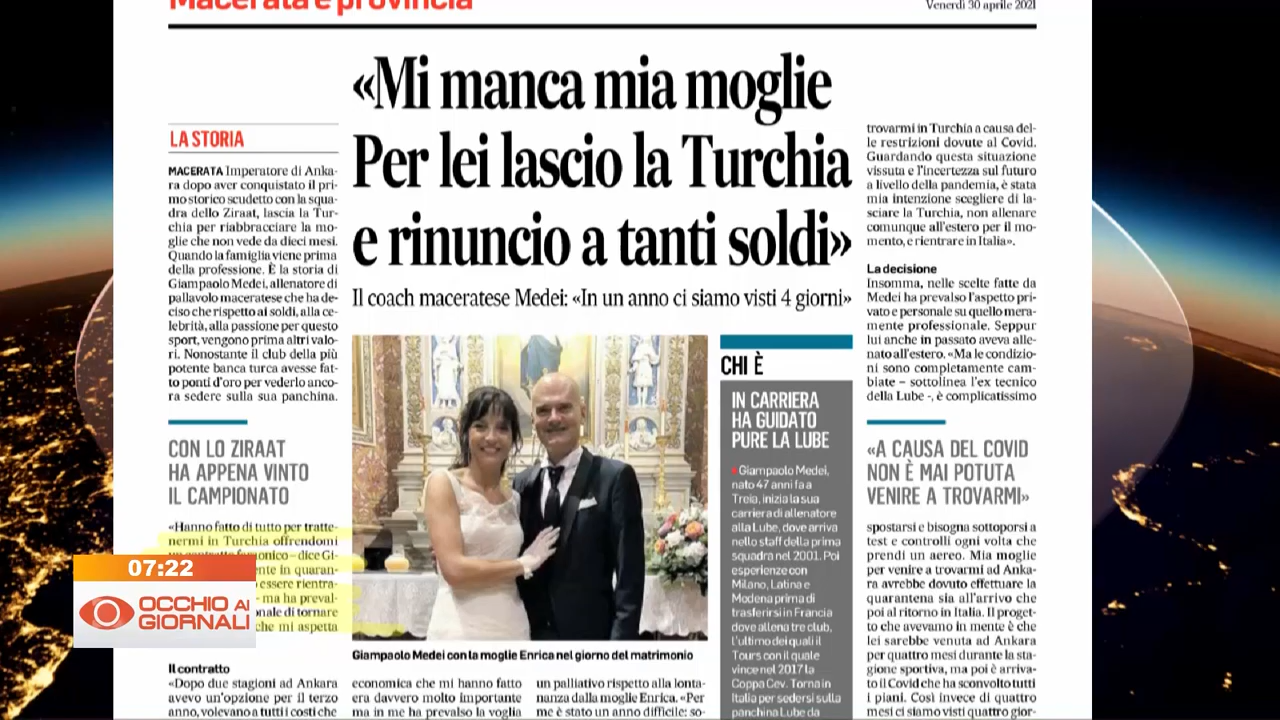 Macerata e provincia
Venerdì 30 aprile 2021
«Mi manca mia moglie
Per lei lascio la Turchia
e rinuncio a tanti soldi»
Il coach maceratese Medei: «In un anno ci siamo visti 4 giorni»
LA STORIA
MACERATA Imperatore di Anka-
ra dopo aver conquistato il pri-
mo storico scudetto con la squa-
dra dello Ziraat, lascia la Tur-
chia per riabbracciare la mo-
glie che non vede da dieci mesi.
Quando la famiglia viene prima
della professione. È la storia di
Giampaolo Medei, allenatore di
pallavolo maceratese che ha de-
ciso che rispetto ai soldi, alla ce-
lebrità, alla passione per questo
sport, vengono prima altri valo-
ri. Nonostante il club della più
potente banca turca avesse fat-
to ponti d'oro per vederlo anco-
ra sedere sulla sua panchina.
CON LO ZIRAAT
HA APPENA VINTO
IL CAMPIONATO
«Hanno fatto di tutto per tratte-
nermi in Turchia offrendomi
– dice Gi-
nte in quaran-
essere rientra-
– ma ha preval-
onale di tornare
che mi aspetta
07:22
OCCHIO AI
GIORNALI
Il contratto
«Dopo due stagioni ad Ankara
avevo un'opzione per il terzo
anno, volevano a tutti i costi che
Giampaolo Medei con la moglie Enrica nel giorno del matrimonio
economica che mi hanno fatto
era davvero molto importante
ma in me ha prevalso la voglia
un palliativo rispetto alla lonta-
nanza dalla moglie Enrica. «Per
me è stato un anno difficile: so-
CHI È
IN CARRIERA
HA GUIDATO
PURE LA LUBE
Giampaolo Medei,
nato 47 anni fa a
Treia, inizia la sua
carriera di allenatore
alla Lube, dove arriva
nello staff della prima
squadra nel 2001. Poi
esperienze con
Milano, Latina e
Modena prima di
trasferirsi in Francia
dove allena tre club,
l'ultimo dei quali il
Tours con il quale
vince nel 2017 la
Coppa Cev. Torna in
Italia per sedersi sulla
panchina Lube da
trovarmi in Turchia a causa del-
le restrizioni dovute al Covid.
Guardando questa situazione
vissuta e l'incertezza sul futuro
a livello della pandemia, è stata
mia intenzione scegliere di la-
sciare la Turchia, non allenare
comunque all'estero per il mo-
mento, e rientrare in Italia».
La decisione
Insomma, nelle scelte fatte da
Medei ha prevalso l'aspetto pri-
vato e personale su quello mera-
mente professionale. Seppur
lui anche in passato aveva alle-
nato all'estero. «Ma le condizio-
ni sono completamente cam-
biate – sottolinea l'ex tecnico
della Lube -, è complicatissimo
«A CAUSA DEL COVID
NON È MAI POTUTA
VENIRE A TROVARMI»
spostarsi e bisogna sottoporsi a
test e controlli ogni volta che
prendi un aereo. Mia moglie
per venire a trovarmi ad Anka-
ra avrebbe dovuto effettuare la
quarantena sia all'arrivo che
poi al ritorno in Italia. Il proget-
to che avevamo in mente è che
lei sarebbe venuta ad Ankara
per quattro mesi durante la sta-
gione sportiva, ma poi è arriva-
to il Covid che ha sconvolto tutti
i piani. Così invece di quattro
mesi ci siamo visti quattro gior-